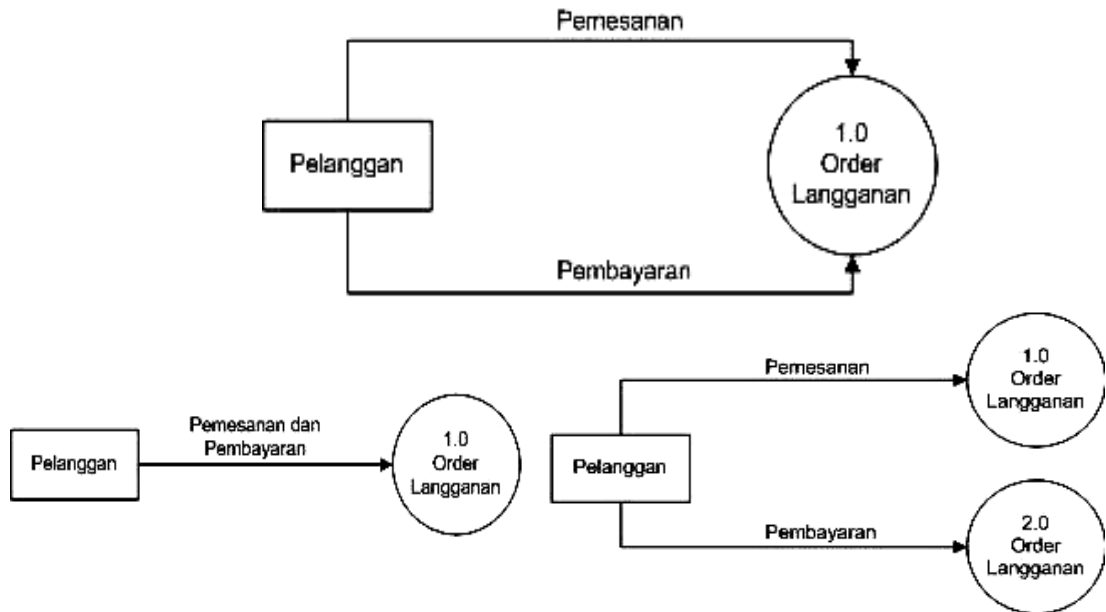 Pemesanan
Pelanggan
1.0
Order
Langganan
Pembayaran
Pemesanan dan
Pembayaran
Pelanggan
1.0
Order
Langganan
Pemesanan
1.0
Order
Langganan
Pelanggan
Pembayaran
2.0
Order
Langganan